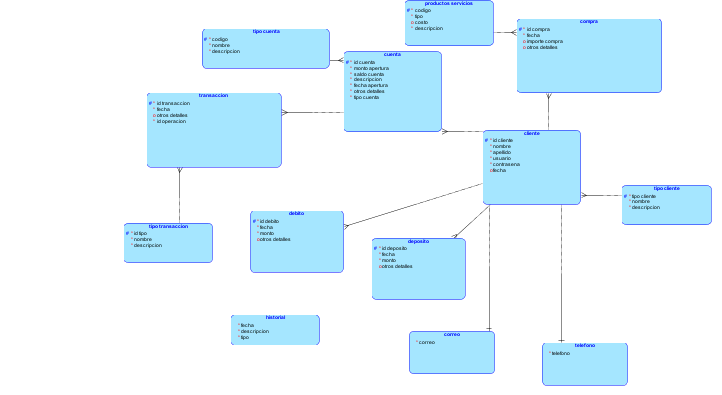 productos servicios
* codigo
* tipo
o costo
* descripcion
tipo cuenta
# * codigo
* nombre
* descripcion
compra
# * id compra
* fecha
o importe compra
o otros detalles
cuenta
# * id cuenta
* monto apertura
* saldo cuenta
* descripcion
* fecha apertura
* otros detalles
* tipo cuenta
transaccion
# * id transaccion
* fecha
o otros detalles
* id operacion
cliente
# * id cliente
* nombre
* apellido
* usuario
* contrasena
o fecha
tipo cliente
# * tipo cliente
* nombre
* descripcion
debito
# * id debito
* fecha
* monto
o otros detalles
tipo transaccion
# * id tipo
* nombre
* descripcion
deposito
# * id deposito
* fecha
* monto
o otros detalles
historial
* fecha
* descripcion
* tipo
correo
* correo
telefono
* telefono